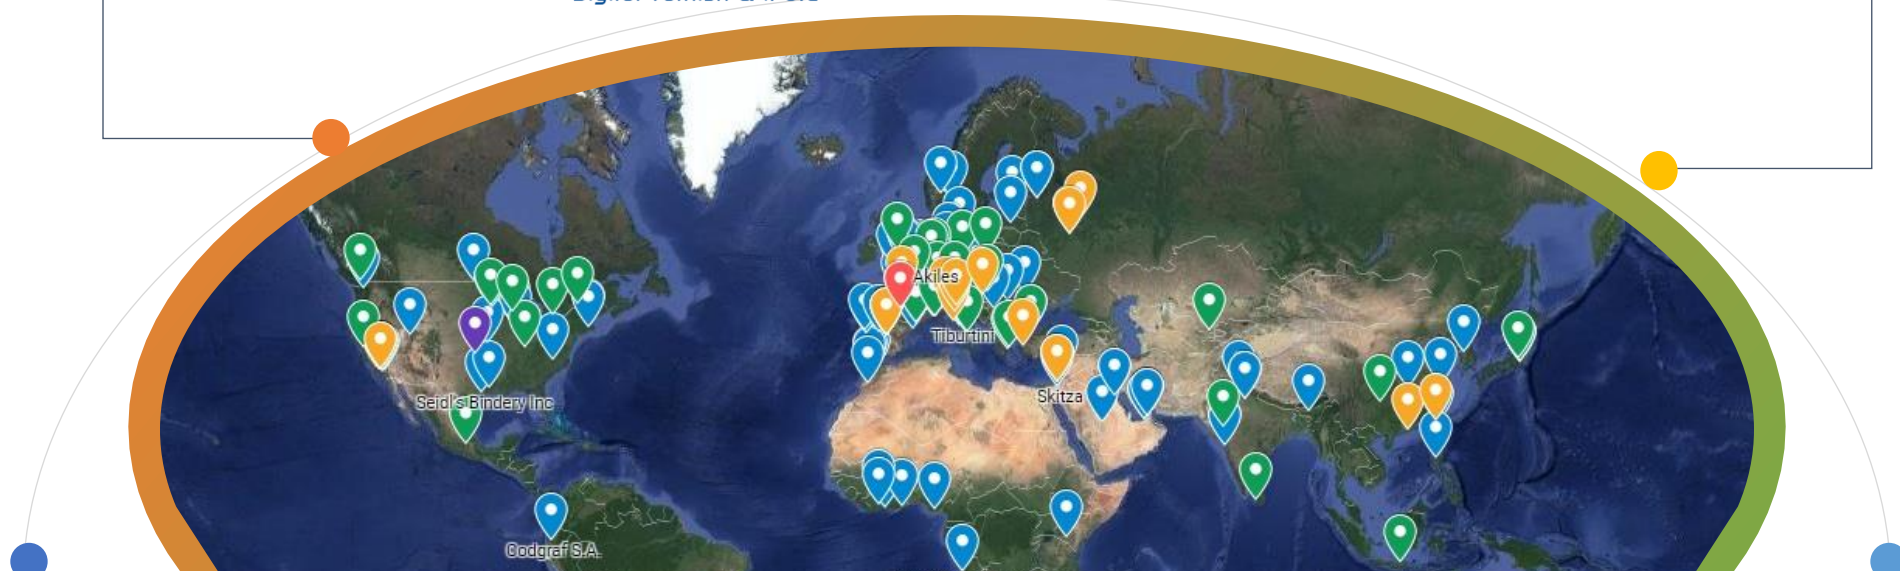 Akiles
Tiburtini
Skitza
Seidl's Bindery Inc
Codgraf S.A.